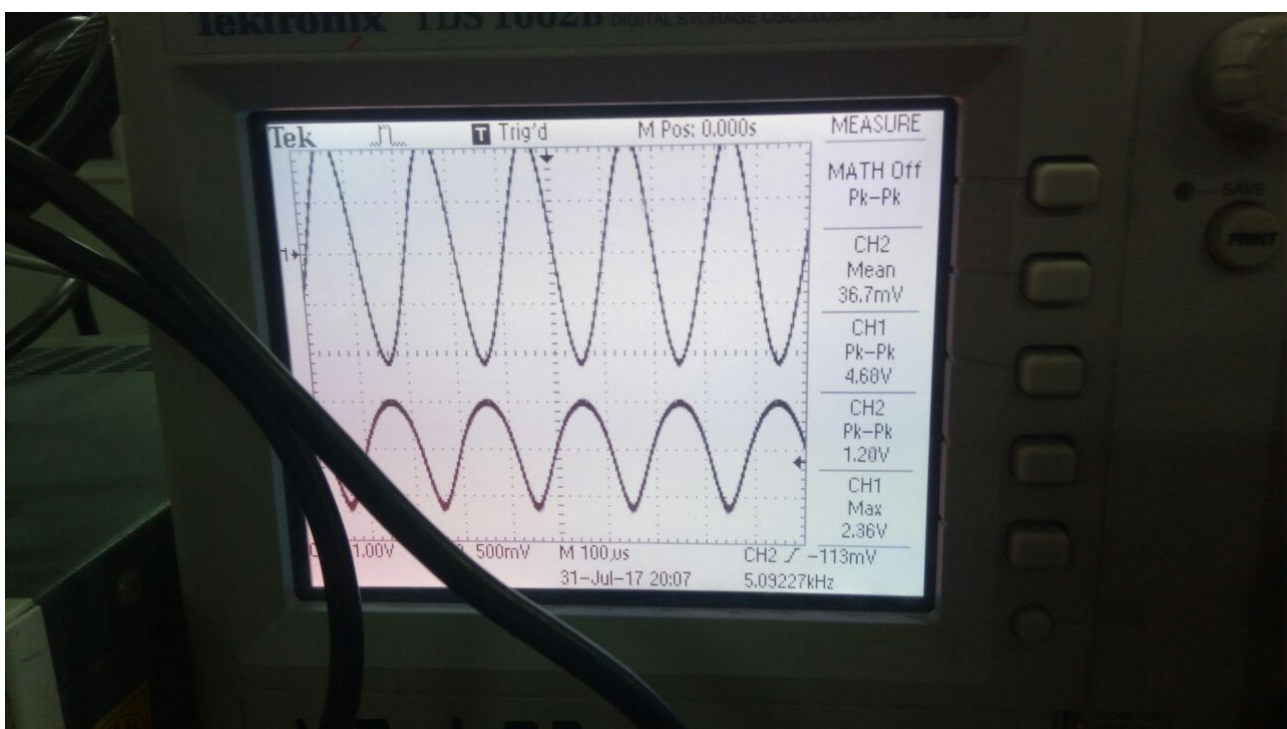 Tektronix TDS 1002B DIGITAL STORAGE OSCILLOSCOPE
Tek T Trig'd M Pos: 0.000s MEASURE
MATH Off
Pk-Pk
CH2
Mean
36.7mV
CH1
Pk-Pk
4.68V
CH2
Pk-Pk
1.20V
CH1
Max
2.36V
1.00V 500mV M 100µs CH2 -113mV
31-Jul-17 20:07 5.09227kHz
SAVE
PRINT